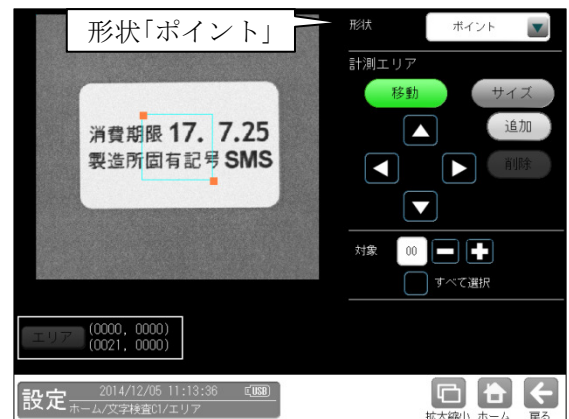 形状「ポイント」
形状 ポイント
計測エリア
移動 サイズ
追加
削除
消費期限 17. 7.25
製造所固有記号 SMS
対象 00
すべて選択
エリア (0000, 0000)
(0021, 0000)
設定 2014/12/05 11:13:36 USB
ホーム/文字検査C1/エリア
拡大縮小 ホーム 戻る